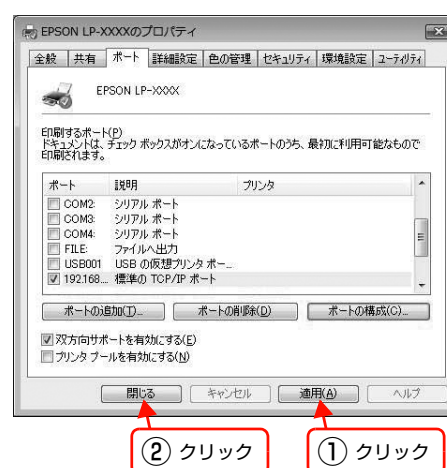 EPSON LP-XXXXのプロパティ
全般 共有 ポート 詳細設定 色の管理 セキュリティ 環境設定 ユーティリティ
EPSON LP-XXXX
印刷するポート(P)
ドキュメントは、チェック ボックスがオンになっているポートのうち、最初に利用可能なもので
印刷されます。
ポート 説明 プリンタ
COM2: シリアル ポート
COM3: シリアル ポート
COM4: シリアル ポート
FILE: ファイルへ出力
USB001 USB の仮想プリンタ ポー...
192.168.... 標準の TCP/IP ポート
ポートの追加(T)... ポートの削除(D) ポートの構成(C)...
双方向サポートを有効にする(E)
プリンタ プールを有効にする(N)
閉じる キャンセル 適用(A) ヘルプ
② クリック ① クリック